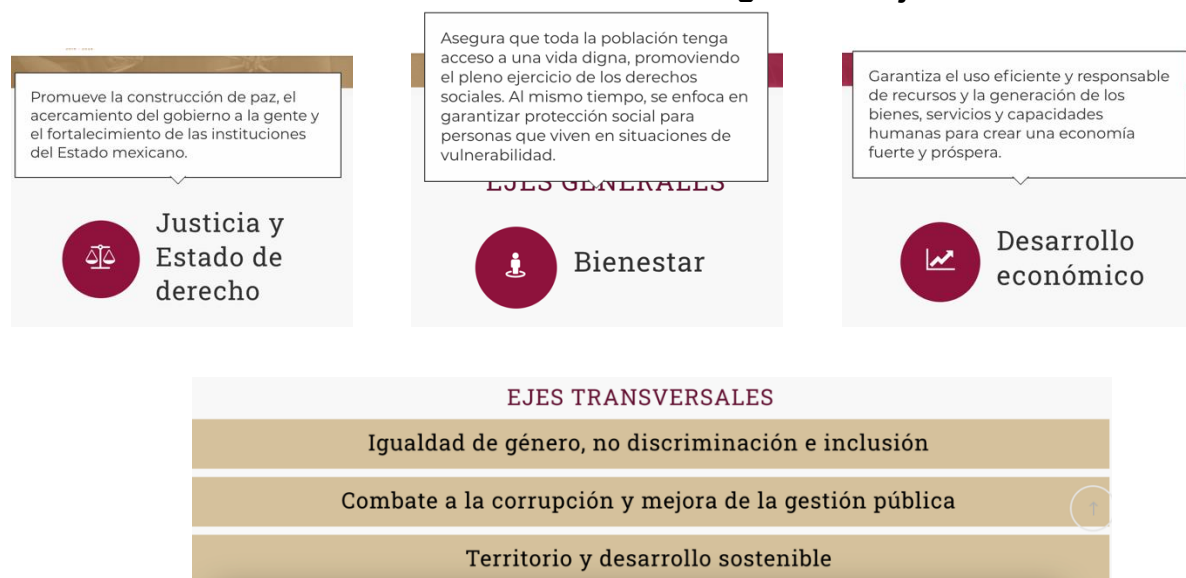 Promueve la construcción de paz, el
acercamiento del gobierno a la gente y
el fortalecimiento de las instituciones
del Estado mexicano.
Justicia y
Estado de
derecho
Asegura que toda la población tenga
acceso a una vida digna, promoviendo
el pleno ejercicio de los derechos
sociales. Al mismo tiempo, se enfoca en
garantizar protección social para
personas que viven en situaciones de
vulnerabilidad.
EJES GENERALES
Bienestar
Garantiza el uso eficiente y responsable
de recursos y la generación de los
bienes, servicios y capacidades
humanas para crear una economía
fuerte y próspera.
Desarrollo
económico
EJES TRANSVERSALES
Igualdad de género, no discriminación e inclusión
Combate a la corrupción y mejora de la gestión pública
Territorio y desarrollo sostenible